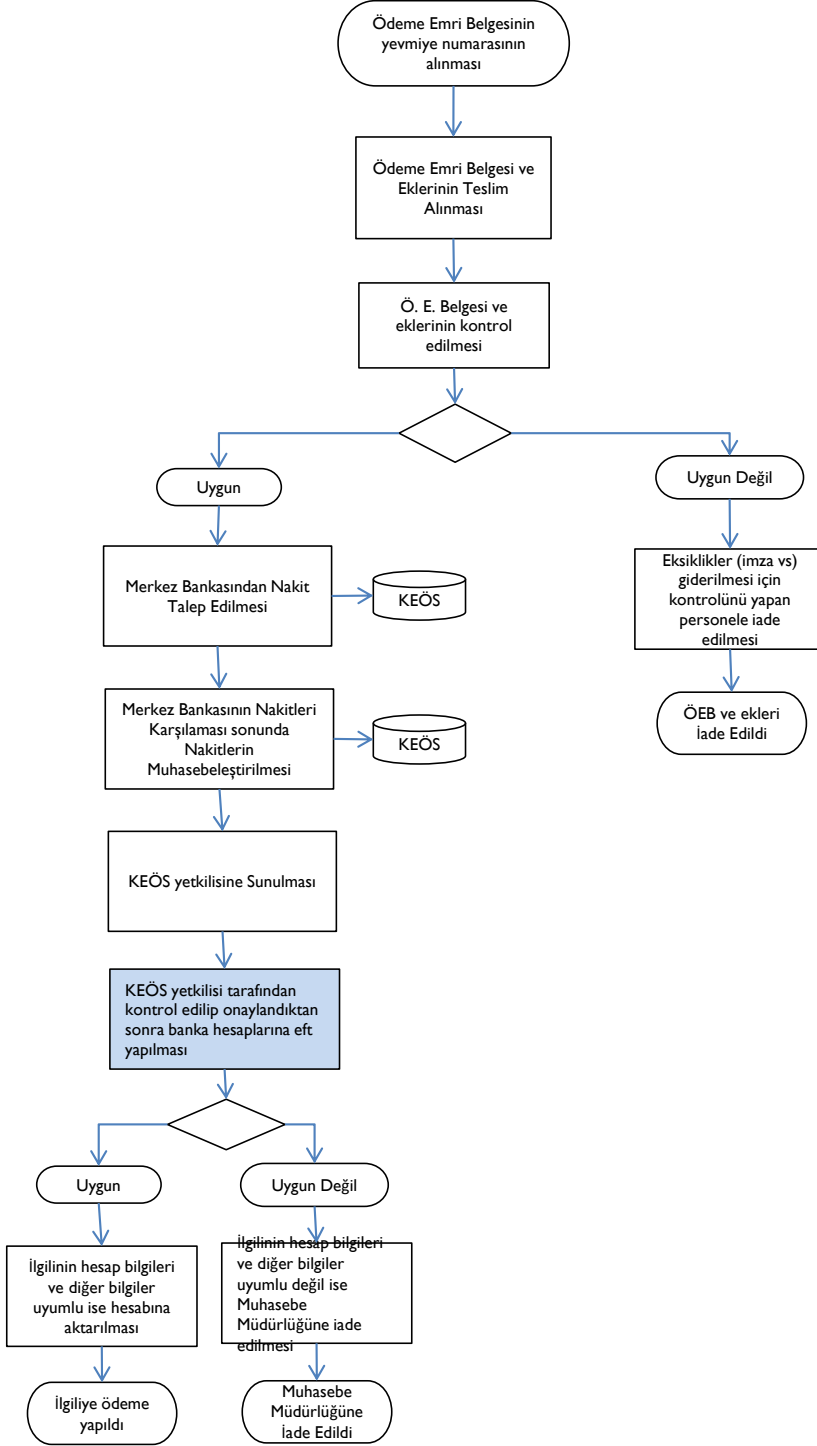 Ödeme Emri Belgesinin
yevmiye numarasının
alınması
Ödeme Emri Belgesi ve
Eklerinin Teslim
Alınması
Ö. E. Belgesi ve
eklerinin kontrol
edilmesi
Uygun
Uygun Değil
Merkez Bankasından Nakit
Talep Edilmesi
KEÖS
Eksiklikler (imza vs)
giderilmesi için
kontrolünü yapan
personele iade
edilmesi
Merkez Bankasının Nakitleri
Karşılaması sonunda
Nakitlerin
Muhasebeleştirilmesi
KEÖS
ÖEB ve ekleri
İade Edildi
KEÖS yetkilisine Sunulması
KEÖS yetkilisi tarafından
kontrol edilip onaylandıktan
sonra banka hesaplarına eft
yapılması
Uygun
Uygun Değil
İlgilinin hesap bilgileri
ve diğer bilgiler
uyumlu ise hesabına
aktarılması
İlgilinin hesap bilgileri
ve diğer bilgiler
uyumlu değil ise
Muhasebe
Müdürlüğüne iade
edilmesi
İlgiliye ödeme
yapıldı
Muhasebe
Müdürlüğüne
İade Edildi